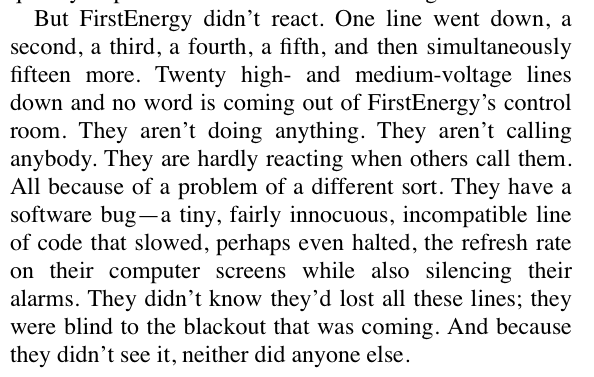 But FirstEnergy didn’t react. One line went down, a
second, a third, a fourth, a fifth, and then simultaneously
fifteen more. Twenty high- and medium-voltage lines
down and no word is coming out of FirstEnergy’s control
room. They aren’t doing anything. They aren’t calling
anybody. They are hardly reacting when others call them.
All because of a problem of a different sort. They have a
software bug—a tiny, fairly innocuous, incompatible line
of code that slowed, perhaps even halted, the refresh rate
on their computer screens while also silencing their
alarms. They didn’t know they’d lost all these lines; they
were blind to the blackout that was coming. And because
they didn’t see it, neither did anyone else.